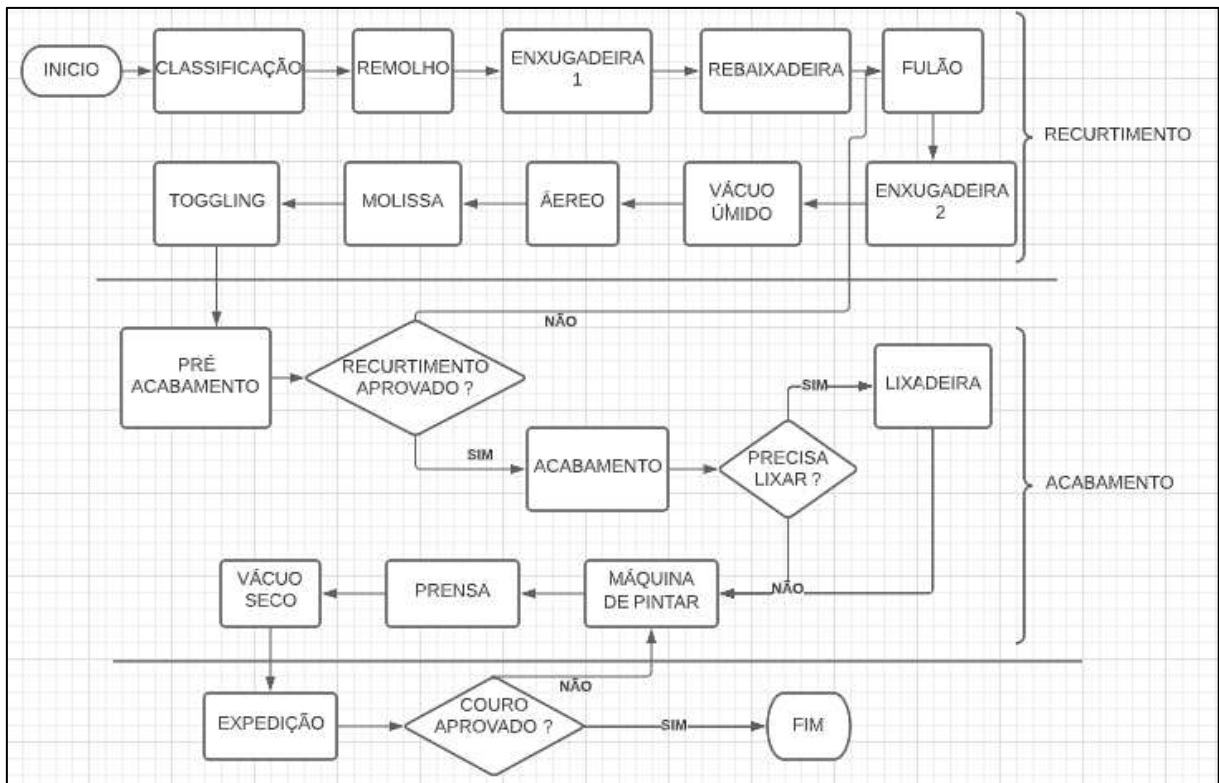 INICIO
CLASSIFICAÇÃO
REMOLHO
ENXUGADEIRA
1
REBAIXADEIRA
FULÃO
RECURTIMENTO
TOGGLING
MOLISSA
ÁEREO
VÁCUO
ÚMIDO
ENXUGADEIRA
2
NÃO
PRÉ
ACABAMENTO
RECURTIMENTO
APROVADO ?
SIM
LIXADEIRA
SIM
ACABAMENTO
PRECISA
LIXAR ?
ACABAMENTO
VÁCUO
SECO
PRENSA
MÁQUINA
DE PINTAR
NÃO
NÃO
EXPEDIÇÃO
COURO
APROVADO ?
SIM
FIM